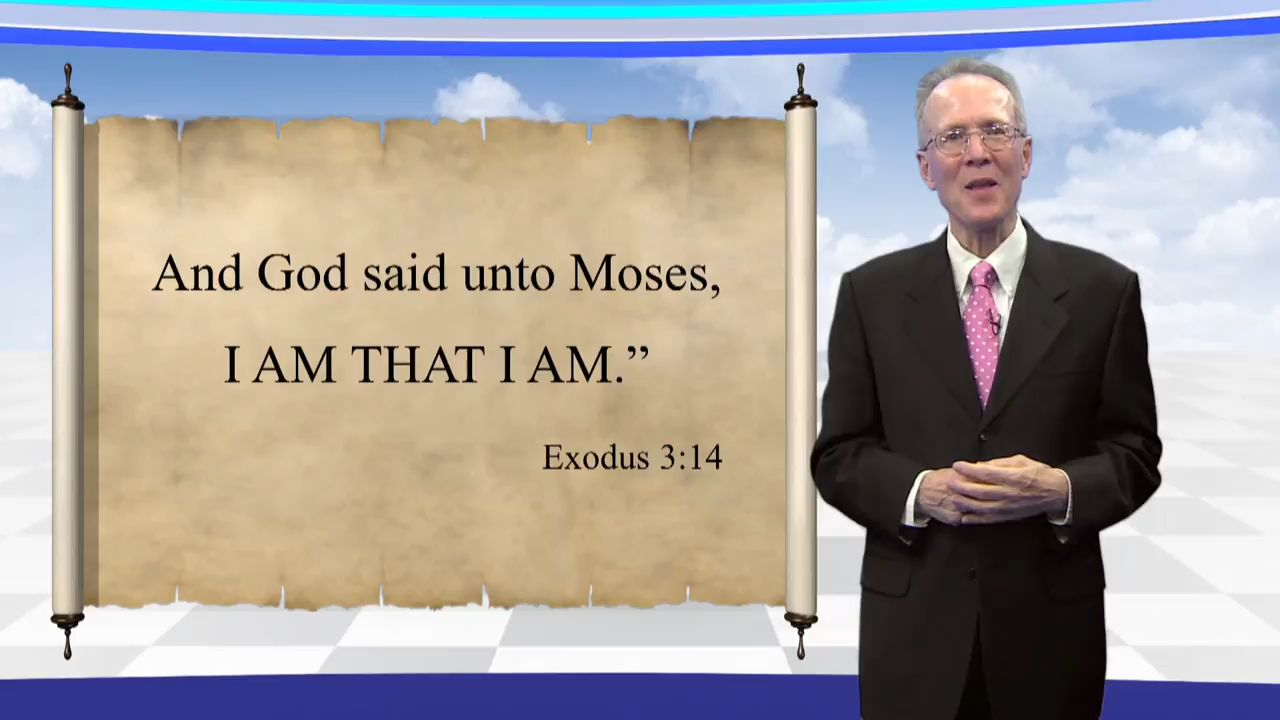 And God said unto Moses,
I AM THAT I AM.”
Exodus 3:14